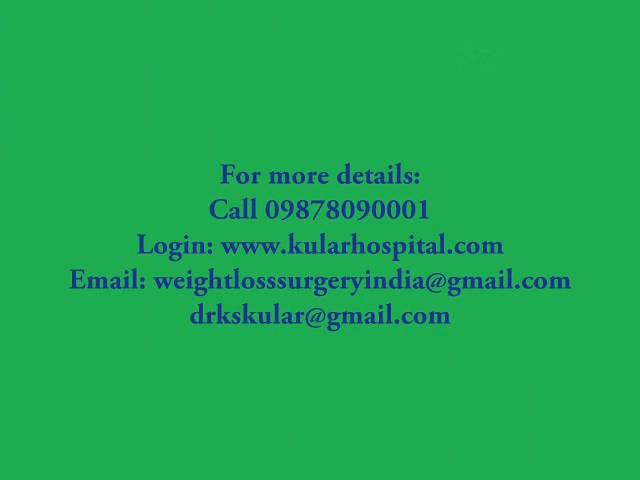 For more details:
Call 09878090001
Login: www.kularhospital.com
Email: weightlosssurgeryindia@gmail.com
drkskular@gmail.com